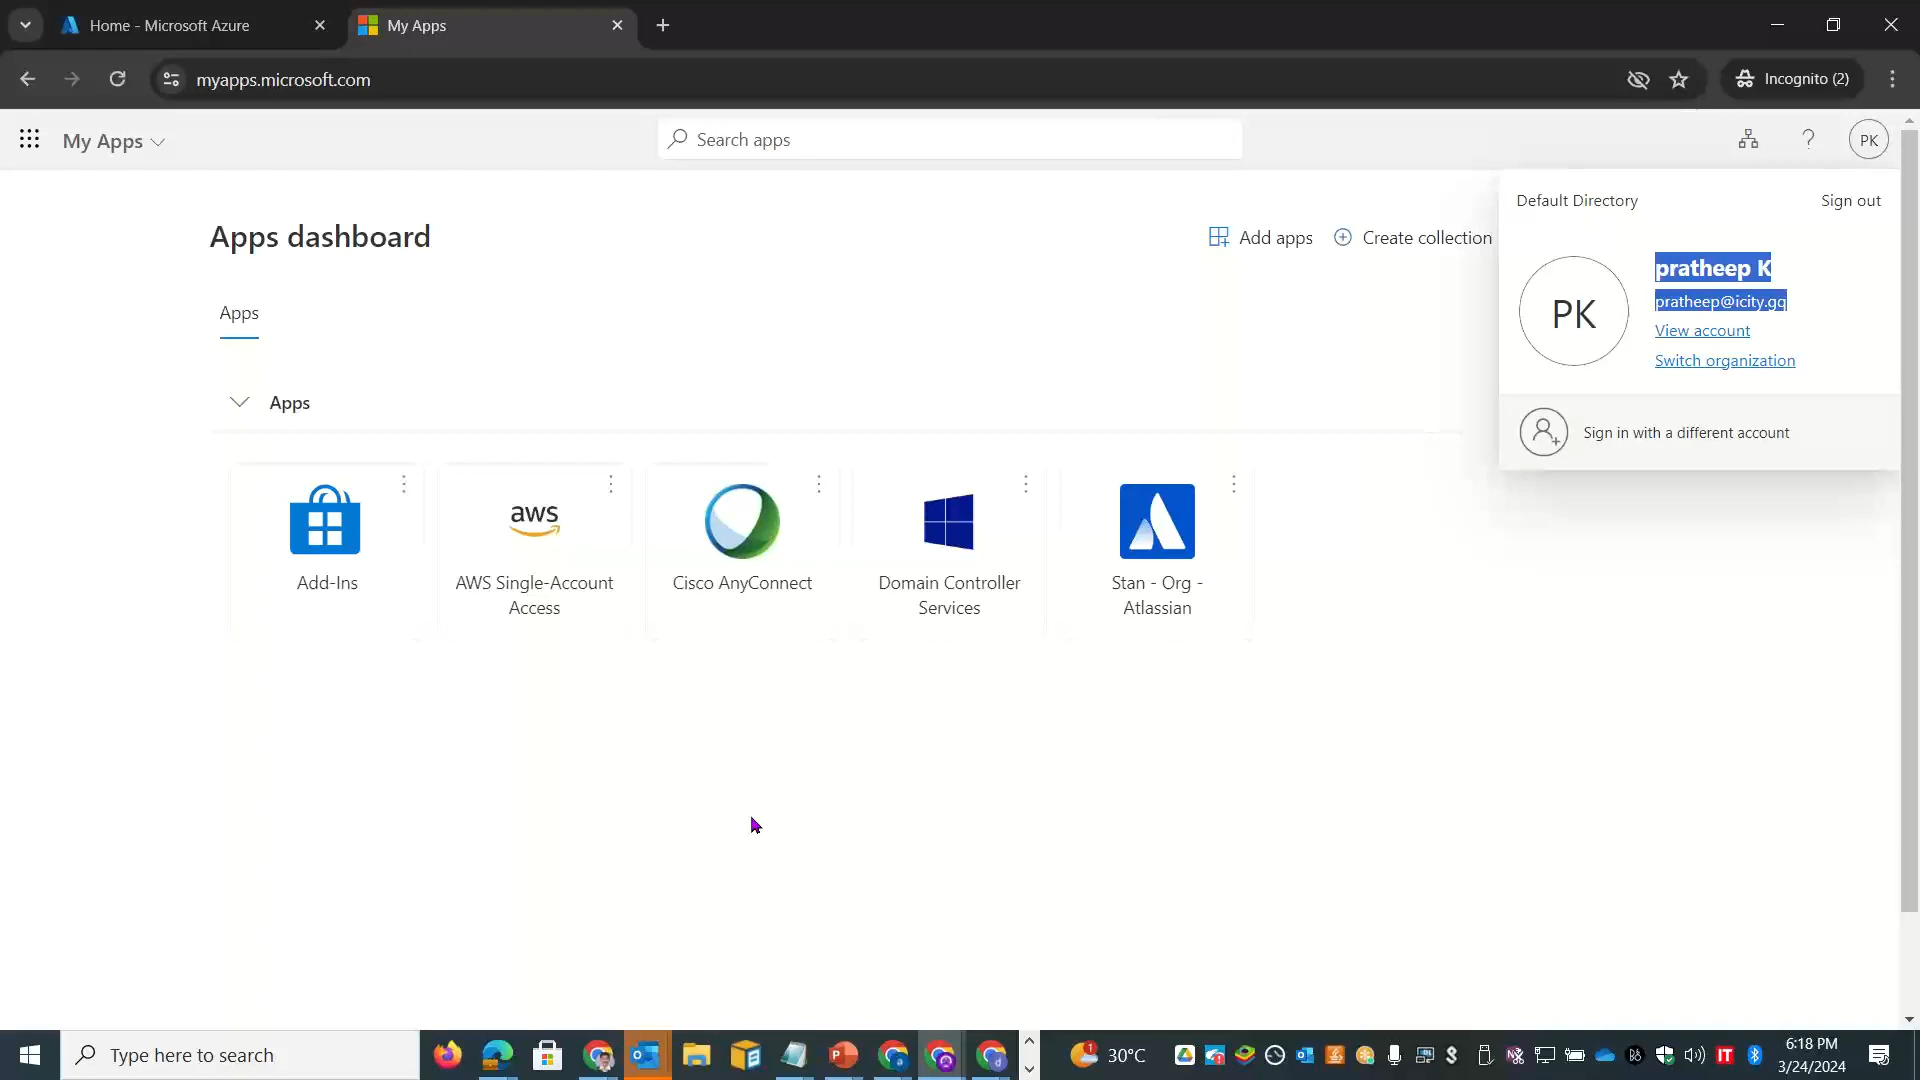 Home - Microsoft Azure
My Apps
myapps.microsoft.com
Incognito (2)
My Apps
Search apps
PK
Default Directory
Sign out
Apps dashboard
Add apps
Create collection
pratheep K
pratheep@icity.gq
PK
View account
Switch organization
Apps
Apps
Sign in with a different account
aws
Add-Ins
AWS Single-Account
Access
Cisco AnyConnect
Domain Controller
Services
Stan - Org -
Atlassian
Type here to search
30°C
6:18 PM
3/24/2024